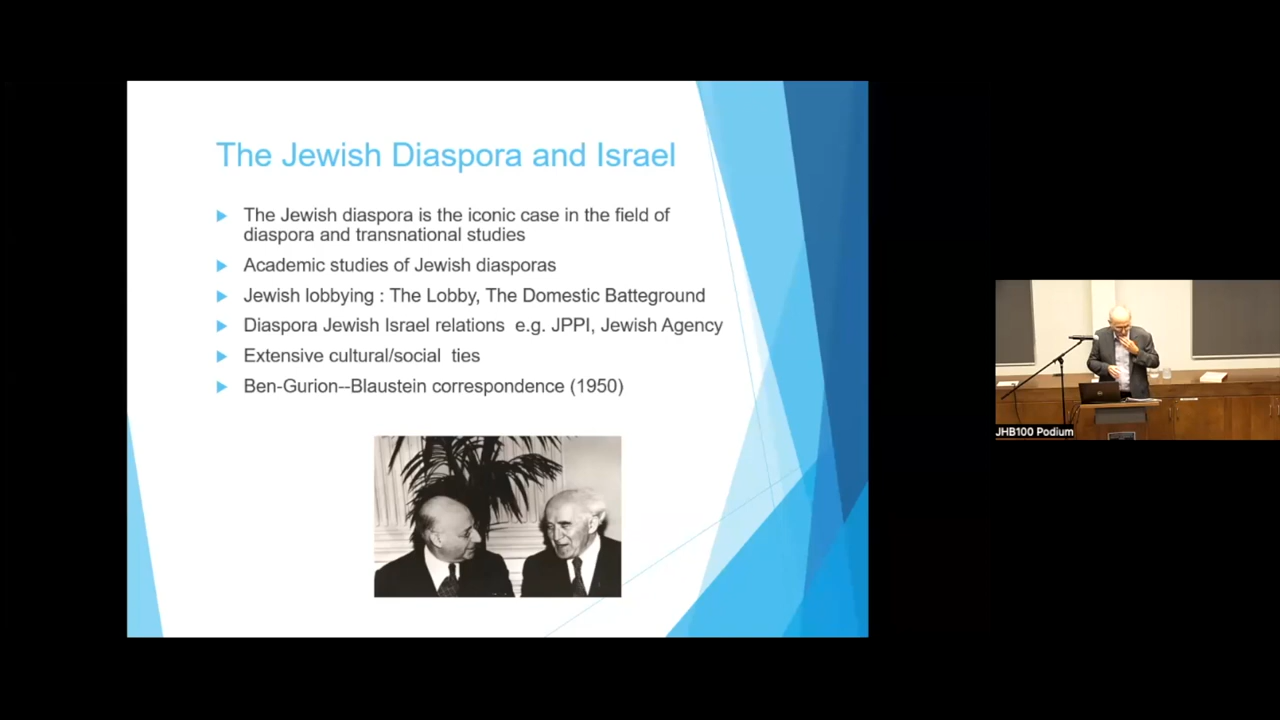 The Jewish Diaspora and Israel
The Jewish diaspora is the iconic case in the field of
diaspora and transnational studies
Academic studies of Jewish diasporas
Jewish lobbying : The Lobby, The Domestic Batteground
Diaspora Jewish Israel relations e.g. JPPI, Jewish Agency
Extensive cultural/social ties
Ben-Gurion--Blaustein correspondence (1950)
JHB100 Podium